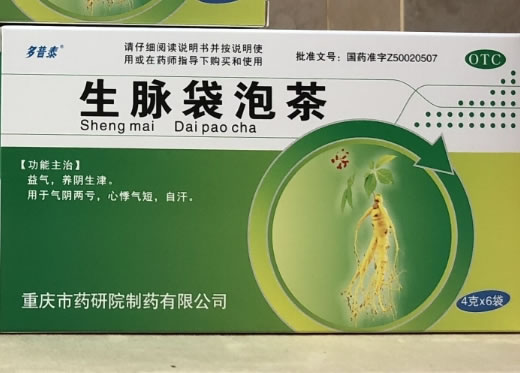 多普泰®
请仔细阅读说明书并按说明使
用或在药师指导下购买和使用
批准文号：国药准字Z50020507
OTC
生脉袋泡茶
Sheng mai Dai pao cha
【功能主治】
益气，养阴生津。
用于气阴两亏，心悸气短，自汗。
重庆市药研院制药有限公司
4克x6袋